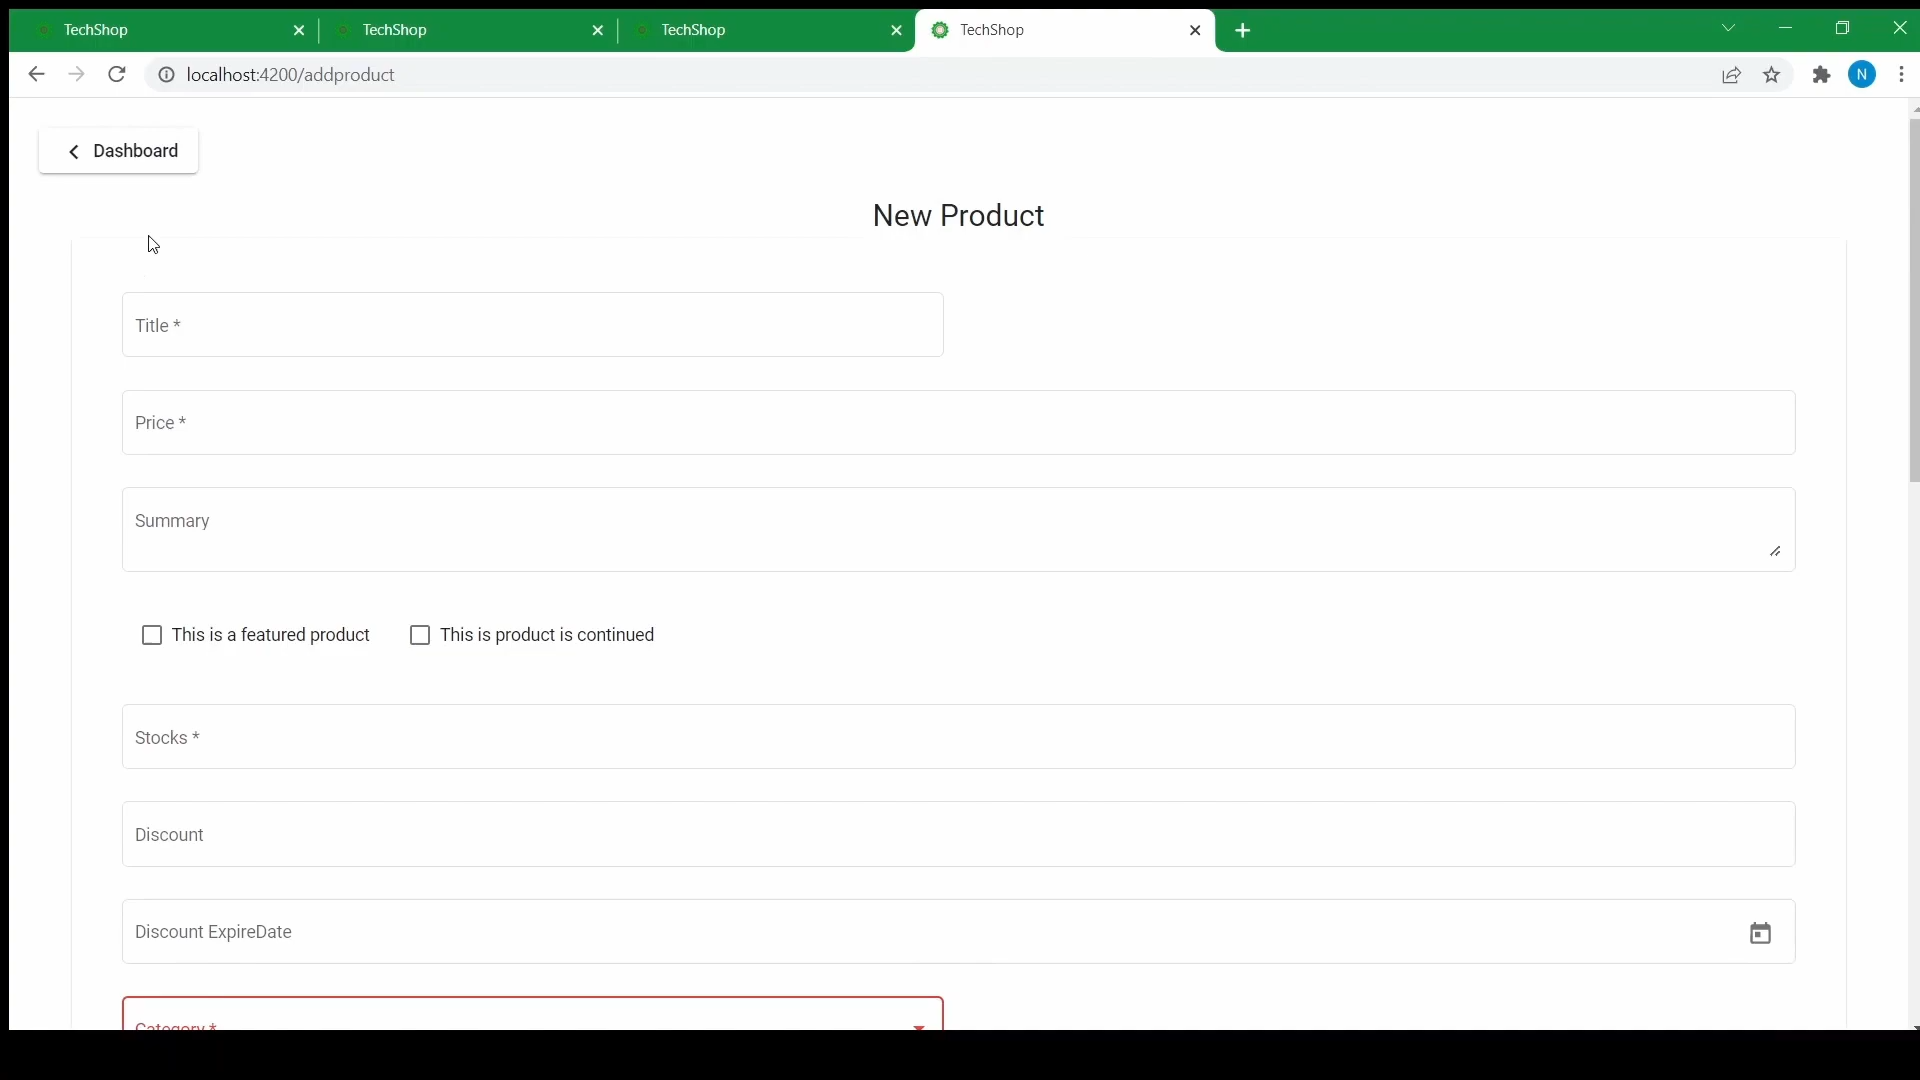 TechShop TechShop TechShop TechShop
localhost:4200/addproduct N
Dashboard
New Product
Title *
Price *
Summary
This is a featured product This is product is continued
Stocks *
Discount
Discount ExpireDate
Category *